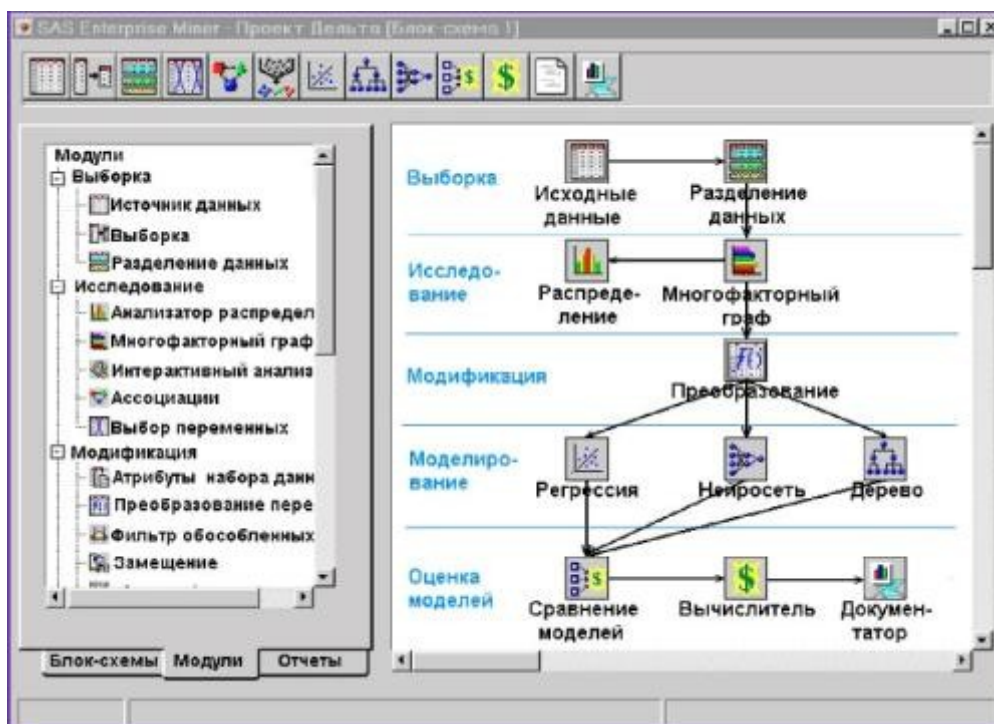 SAS Enterprise Miner - Проект Дельта [Блок-схема 1]
Модули
Выборка
Источник данных
Выборка
Разделение данных
Исследование
Анализатор распредел
Многофакторный граф
Интерактивный анализ
Ассоциации
Выбор переменных
Модификация
Атрибуты набора данн
Преобразование пере
Фильтр обособленных
Замещение
Блок-схемы Модули Отчеты
Выборка
Исходные
данные
Разделение
данных
Исследо-
вание
Распреде-
ление
Многофакторный
граф
Модификация
Преобразование
Моделиро-
вание
Регрессия
Нейросеть
Дерево
Оценка
моделей
Сравнение
моделей
Вычислитель
Докумен-
татор